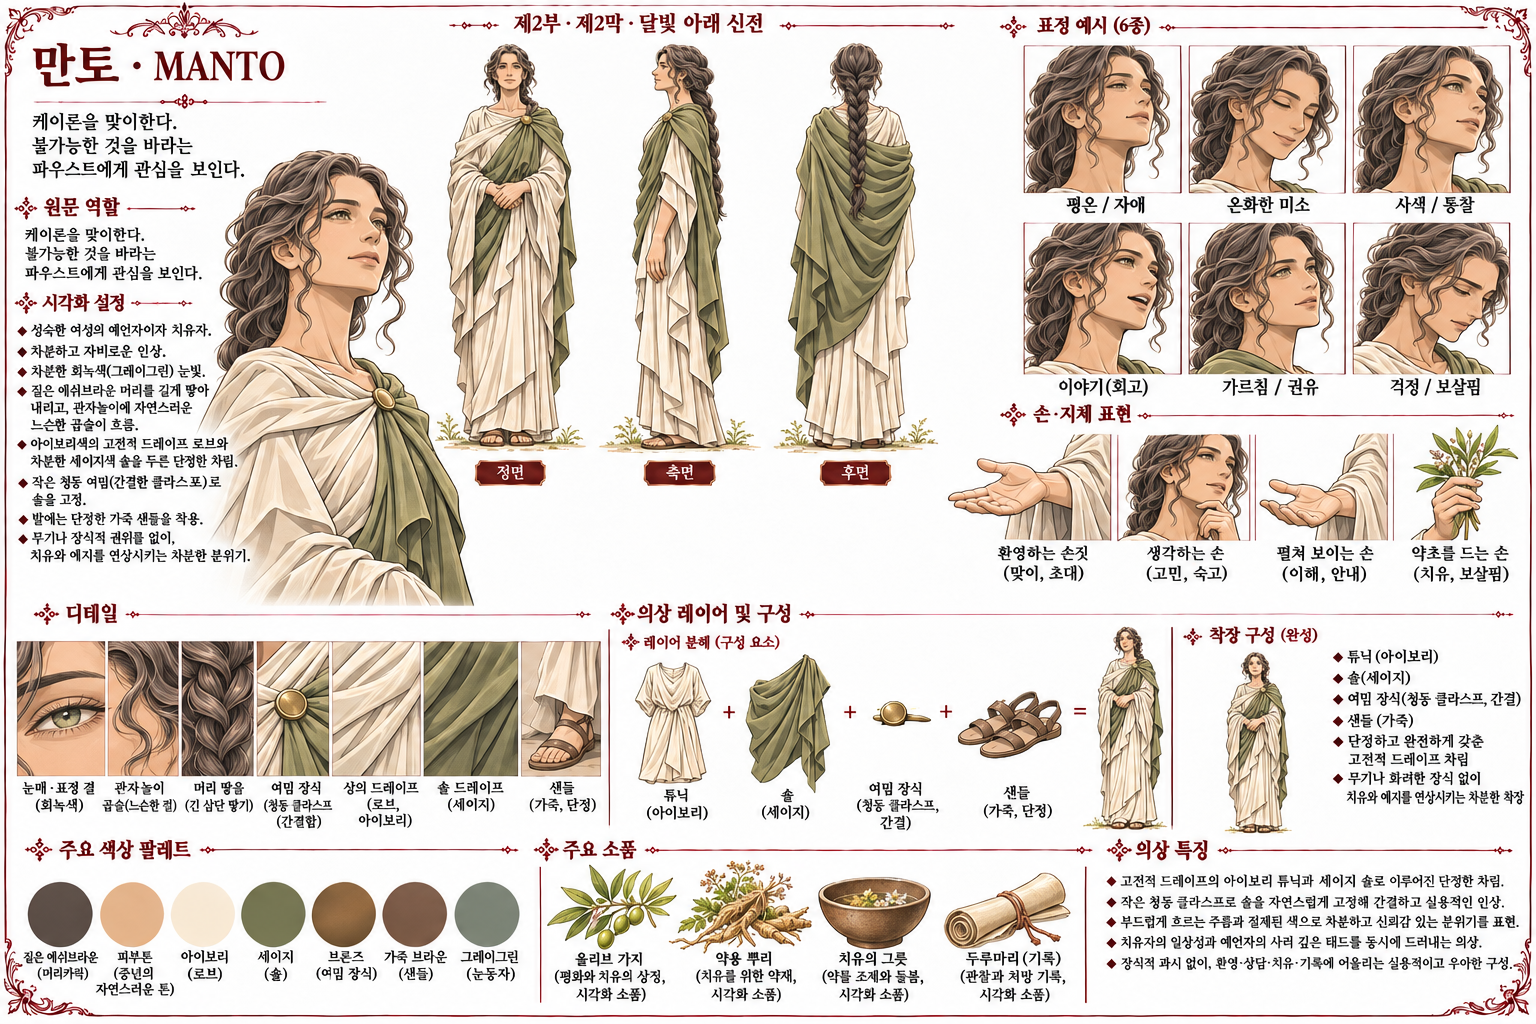 만토 · MANTO
케이론을 맞이한다.
불가능한 것을 바라는
파우스트에게 관심을 보인다.
원문 역할
케이론을 맞이한다.
불가능한 것을 바라는
파우스트에게 관심을 보인다.
시각화 설정
◆ 성숙한 여성의 예언자이자 치유자.
◆ 차분하고 자비로운 인상.
◆ 차분한 회녹색(그레이그린) 눈빛.
◆ 짙은 애쉬브라운 머리를 길게 땋아
내리고, 관자놀이에 자연스러운
느슨한 곱슬이 흐름.
◆ 아이보리색의 고전적 드레이프 로브와
차분한 세이지색 숄을 두른 단정한 차림.
◆ 작은 청동 여밈(간결한 클라스프)로
숄을 고정.
◆ 발에는 단정한 가죽 샌들을 착용.
◆ 무기나 장식적 권위를 없이,
치유와 예지를 연상시키는 차분한 분위기.
제2부 · 제2막 · 달빛 아래 신전
정면
측면
후면
표정 예시 (6종)
평온 / 자애
온화한 미소
사색 / 통찰
이야기(회고)
가르침 / 권유
걱정 / 보살핌
손·지체 표현
환영하는 손짓
(맞이, 초대)
생각하는 손
(고민, 숙고)
펼쳐 보이는 손
(이해, 안내)
약초를 드는 손
(치유, 보살핌)
디테일
눈매 · 표정 결
(회녹색)
관자놀이
곱슬(느슨한 결)
머리 땋음
(긴 삼단 땋기)
여밈 장식
(청동 클라스프
(간결함)
상의 드레이프
(로브,
아이보리)
숄 드레이프
(세이지)
샌들
(가죽, 단정)
의상 레이어 및 구성
레이어 분해 (구성 요소)
튜닉
(아이보리)
+
숄
(세이지)
+
여밈 장식
(청동 클라스프,
간결)
+
샌들
(가죽, 단정)
=
착장 구성 (완성)
◆ 튜닉 (아이보리)
◆ 숄(세이지)
◆ 여밈 장식(청동 클라스프, 간결)
◆ 샌들 (가죽)
◆ 단정하고 완전하게 갖춘
고전적 드레이프 차림
◆ 무기나 화려한 장식 없이
치유와 예지를 연상시키는 차분한 착장
주요 색상 팔레트
짙은 애쉬브라운
(머리카락)
피부톤
(중년의
자연스러운 톤)
아이보리
(로브)
세이지
(숄)
브론즈
(여밈 장식)
가죽 브라운
(샌들)
그레이그린
(눈동자)
주요 소품
올리브 가지
(평화와 치유의 상징,
시각화 소품)
약용 뿌리
(치유를 위한 약재,
시각화 소품)
치유의 그릇
(약를 조제와 돌봄,
시각화 소품)
두루마리 (기록)
(관찰과 처방 기록,
시각화 소품)
의상 특징
◆ 고전적 드레이프의 아이보리 튜닉과 세이지 숄로 이루어진 단정한 차림.
◆ 작은 청동 클라스프로 숄을 자연스럽게 고정해 간결하고 실용적인 인상.
◆ 부드럽게 흐르는 주름과 절제된 색으로 차분하고 신뢰감 있는 분위기를 표현.
◆ 치유자의 일상성과 예언자의 사러 깊은 태드를 동시에 드러내는 의상.
◆ 장식적 과시 없이, 환영·상담·치유·기록에 어울리는 실용적이고 우아한 구성.